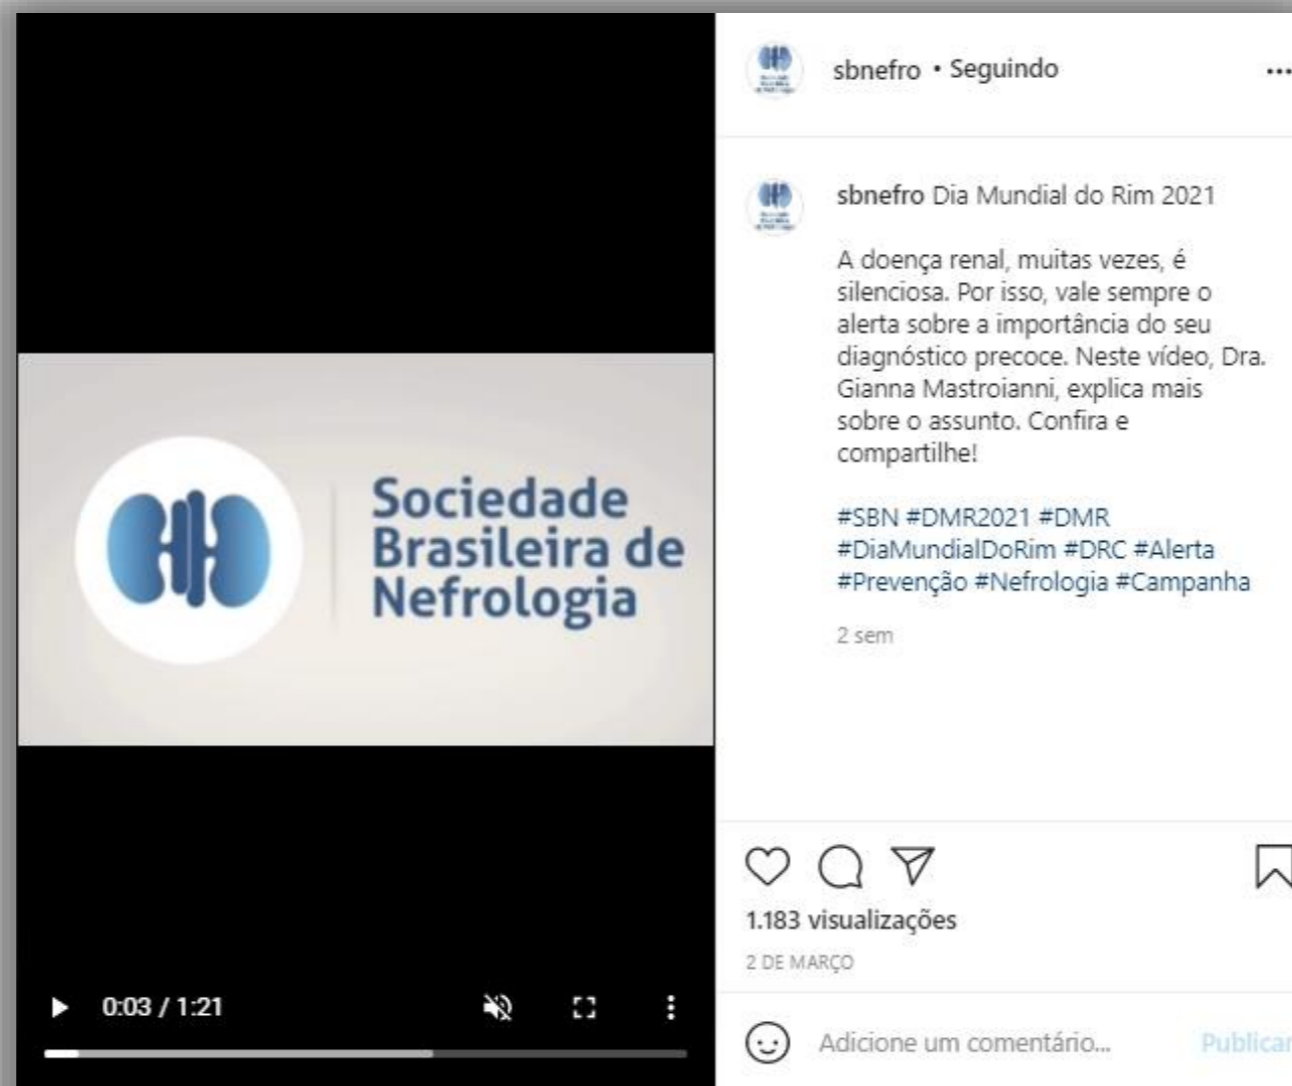 Sociedade
Brasileira de
Nefrologia
0:03 / 1:21
sbnefro • Seguindo
sbnefro Dia Mundial do Rim 2021
A doença renal, muitas vezes, é
silenciosa. Por isso, vale sempre o
alerta sobre a importância do seu
diagnóstico precoce. Neste vídeo, Dra.
Gianna Mastroianni, explica mais
sobre o assunto. Confira e
compartilhe!
#SBN #DMR2021 #DMR
#DiaMundialDoRim #DRC #Alerta
#Prevenção #Nefrologia #Campanha
2 sem
1.183 visualizações
2 DE MARÇO
Adicione um comentário...
Publicar